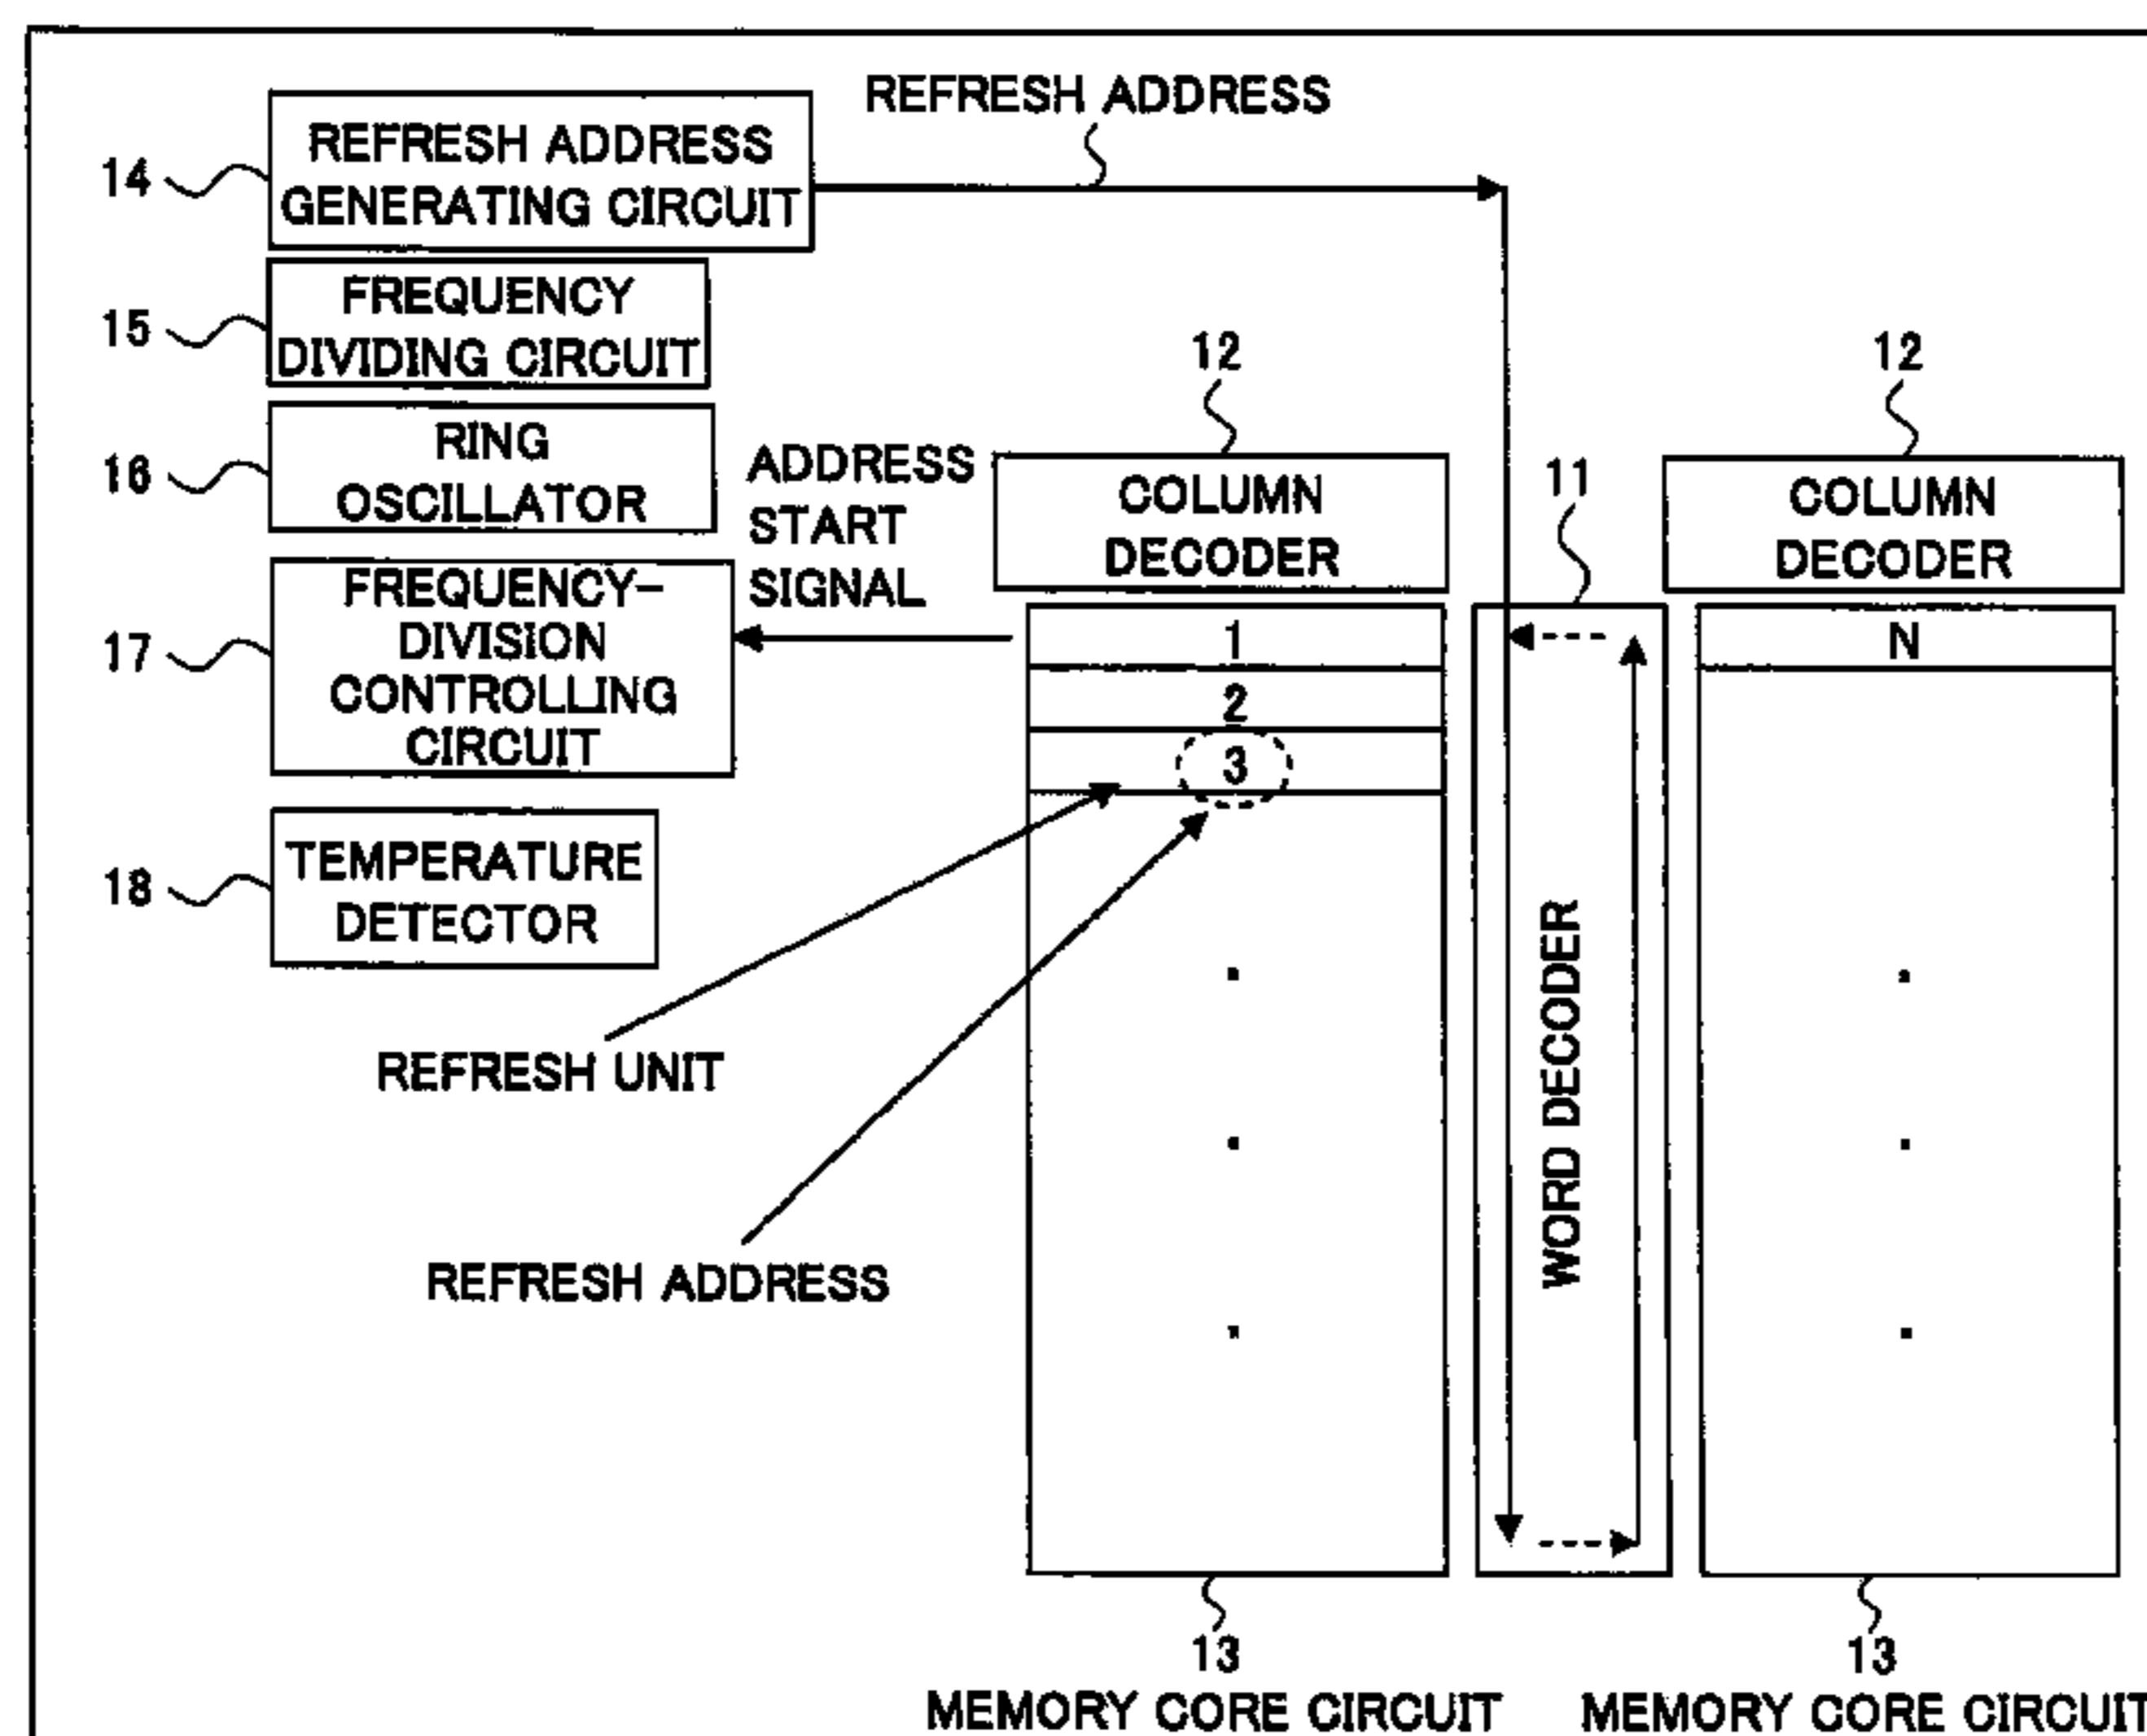 REFRESH ADDRESS
14
REFRESH ADDRESS
GENERATING CIRCUIT
15
FREQUENCY
DIVIDING CIRCUIT
16
RING
OSCILLATOR
ADDRESS
START
SIGNAL
17
FREQUENCY-
DIVISION
CONTROLLING
CIRCUIT
18
TEMPERATURE
DETECTOR
REFRESH UNIT
REFRESH ADDRESS
12
COLUMN
DECODER
1
2
3
11
WORD DECODER
12
COLUMN
DECODER
N
13
MEMORY CORE CIRCUIT
13
MEMORY CORE CIRCUIT